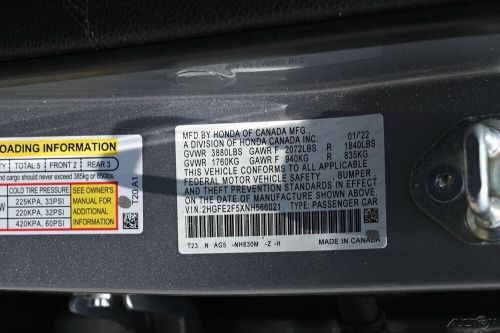 OADING INFORMATION
TOTAL 5 FRONT 2 REAR 3
and cargo should never exceed 385kg or 850lbs.
COLD TIRE PRESSURE
SEE OWNER'S MANUAL FOR ADDITIONAL INFORMATION
225KPA, 33PSI
220KPA, 32PSI
420KPA, 60PSI
T20 A1
MFD BY HONDA OF CANADA MFG., 01/'22
A DIVISION OF HONDA CANADA INC.
GVWR 3880LBS GAWR F 2072LBS R 1840LBS
GVWR 1760KG GAWR F 940KG R 835KG
THIS VEHICLE CONFORMS TO ALL APPLICABLE
FEDERAL MOTOR VEHICLE SAFETY, BUMPER,
AND THEFT PREVENTION STANDARDS IN EFFECT
ON THE DATE OF MANUFACTURE SHOWN ABOVE.
V.I.N. 2HGFE2F5XNH566021 TYPE: PASSENGER CAR
T23 N AG5 -NH830M -Z -H MADE IN CANADA